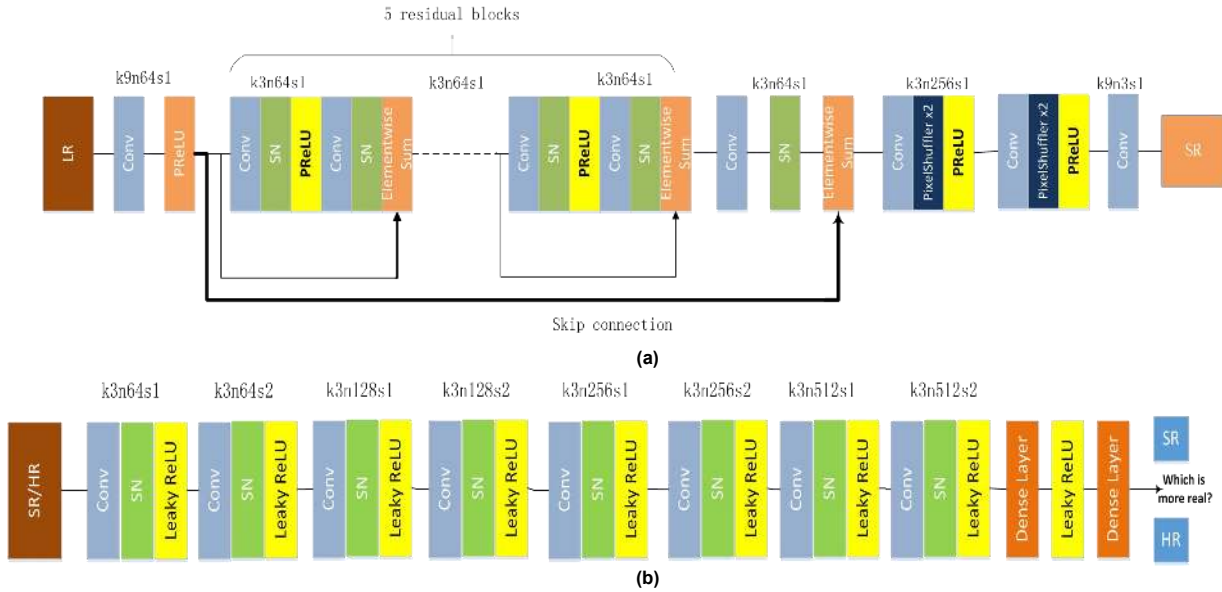 5 residual blocks
k9n64s1
k3n64s1
k3n64s1
k3n64s1
k3n64s1
k3n256s1
k9n3s1
LR
Conv
PReLU
Conv
SN
PReLU
Conv
SN
Elementwise
Sum
Conv
SN
PReLU
Conv
SN
Elementwise
Sum
Conv
SN
Elementwise
Sum
Conv
PixelShuffler x2
PReLU
Conv
PixelShuffler x2
PReLU
Conv
SR
Skip connection
(a)
k3n64s1
k3n64s2
k3n128s1
k3n128s2
k3n256s1
k3n256s2
k3n512s1
k3n512s2
SR/HR
Conv
SN
Leaky ReLU
Conv
SN
Leaky ReLU
Conv
SN
Leaky ReLU
Conv
SN
Leaky ReLU
Conv
SN
Leaky ReLU
Conv
SN
Leaky ReLU
Conv
SN
Leaky ReLU
Conv
SN
Leaky ReLU
Dense Layer
Leaky ReLU
Dense Layer
SR
Which is
more real?
HR
(b)